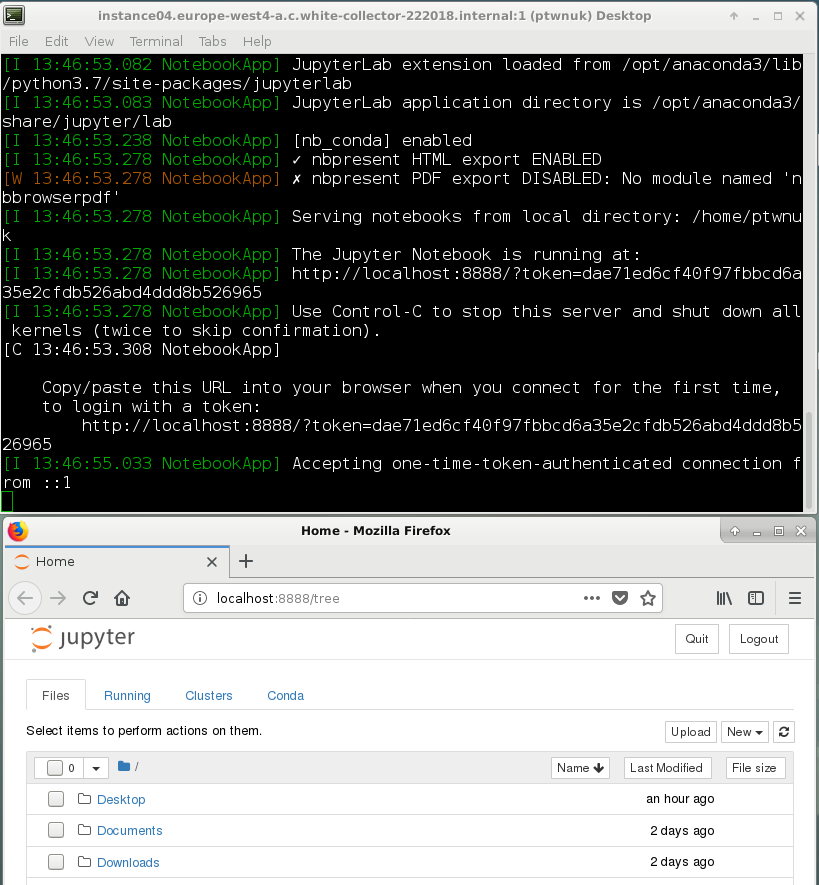 instance04.europe-west4-a.c.white-collector-222018.internal:1 (ptwnuk) Desktop
File Edit View Terminal Tabs Help
[I 13:46:53.082 NotebookApp] JupyterLab extension loaded from /opt/anaconda3/lib
/python3.7/site-packages/jupyterlab
[I 13:46:53.083 NotebookApp] JupyterLab application directory is /opt/anaconda3/
share/jupyter/lab
[I 13:46:53.238 NotebookApp] [nb_conda] enabled
[I 13:46:53.278 NotebookApp] ✓ nbpresent HTML export ENABLED
[W 13:46:53.278 NotebookApp] ✗ nbpresent PDF export DISABLED: No module named 'n
bbrowserpdf'
[I 13:46:53.278 NotebookApp] Serving notebooks from local directory: /home/ptwnu
k
[I 13:46:53.278 NotebookApp] The Jupyter Notebook is running at:
[I 13:46:53.278 NotebookApp] http://localhost:8888/?token=dae71ed6cf40f97fbbcd6a
35e2cfdb526abd4ddd8b526965
[I 13:46:53.278 NotebookApp] Use Control-C to stop this server and shut down all
 kernels (twice to skip confirmation).
[C 13:46:53.308 NotebookApp]
Copy/paste this URL into your browser when you connect for the first time,
to login with a token:
http://localhost:8888/?token=dae71ed6cf40f97fbbcd6a35e2cfdb526abd4ddd8b5
26965
[I 13:46:55.033 NotebookApp] Accepting one-time-token-authenticated connection f
rom ::1
Home - Mozilla Firefox
Home
localhost:8888/tree
jupyter Quit Logout
Files Running Clusters Conda
Select items to perform actions on them. Upload New
0 / Name Last Modified File size
Desktop an hour ago
Documents 2 days ago
Downloads 2 days ago